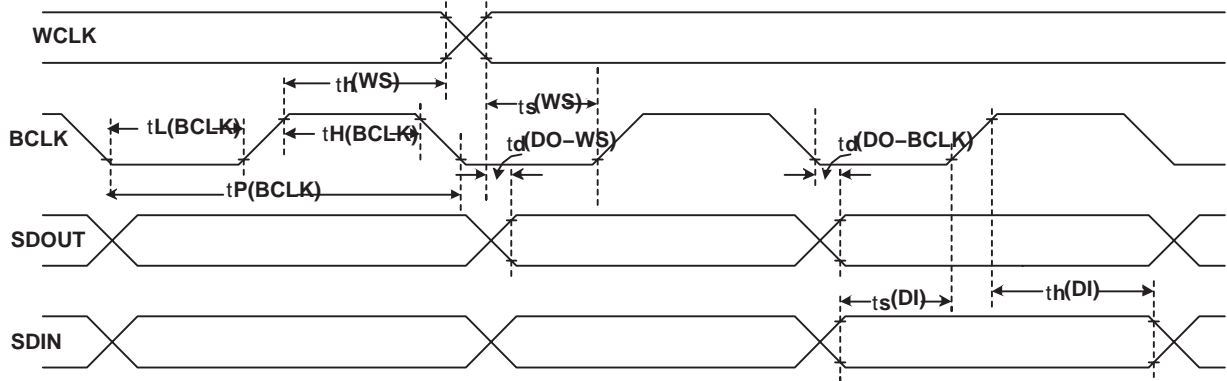 WCLK
th(WS)
ts(WS)
BCLK
tL(BCLK)
tH(BCLK)
td(DO–WS)
td(DO–BCLK)
tP(BCLK)
SDOUT
ts(DI)
th(DI)
SDIN